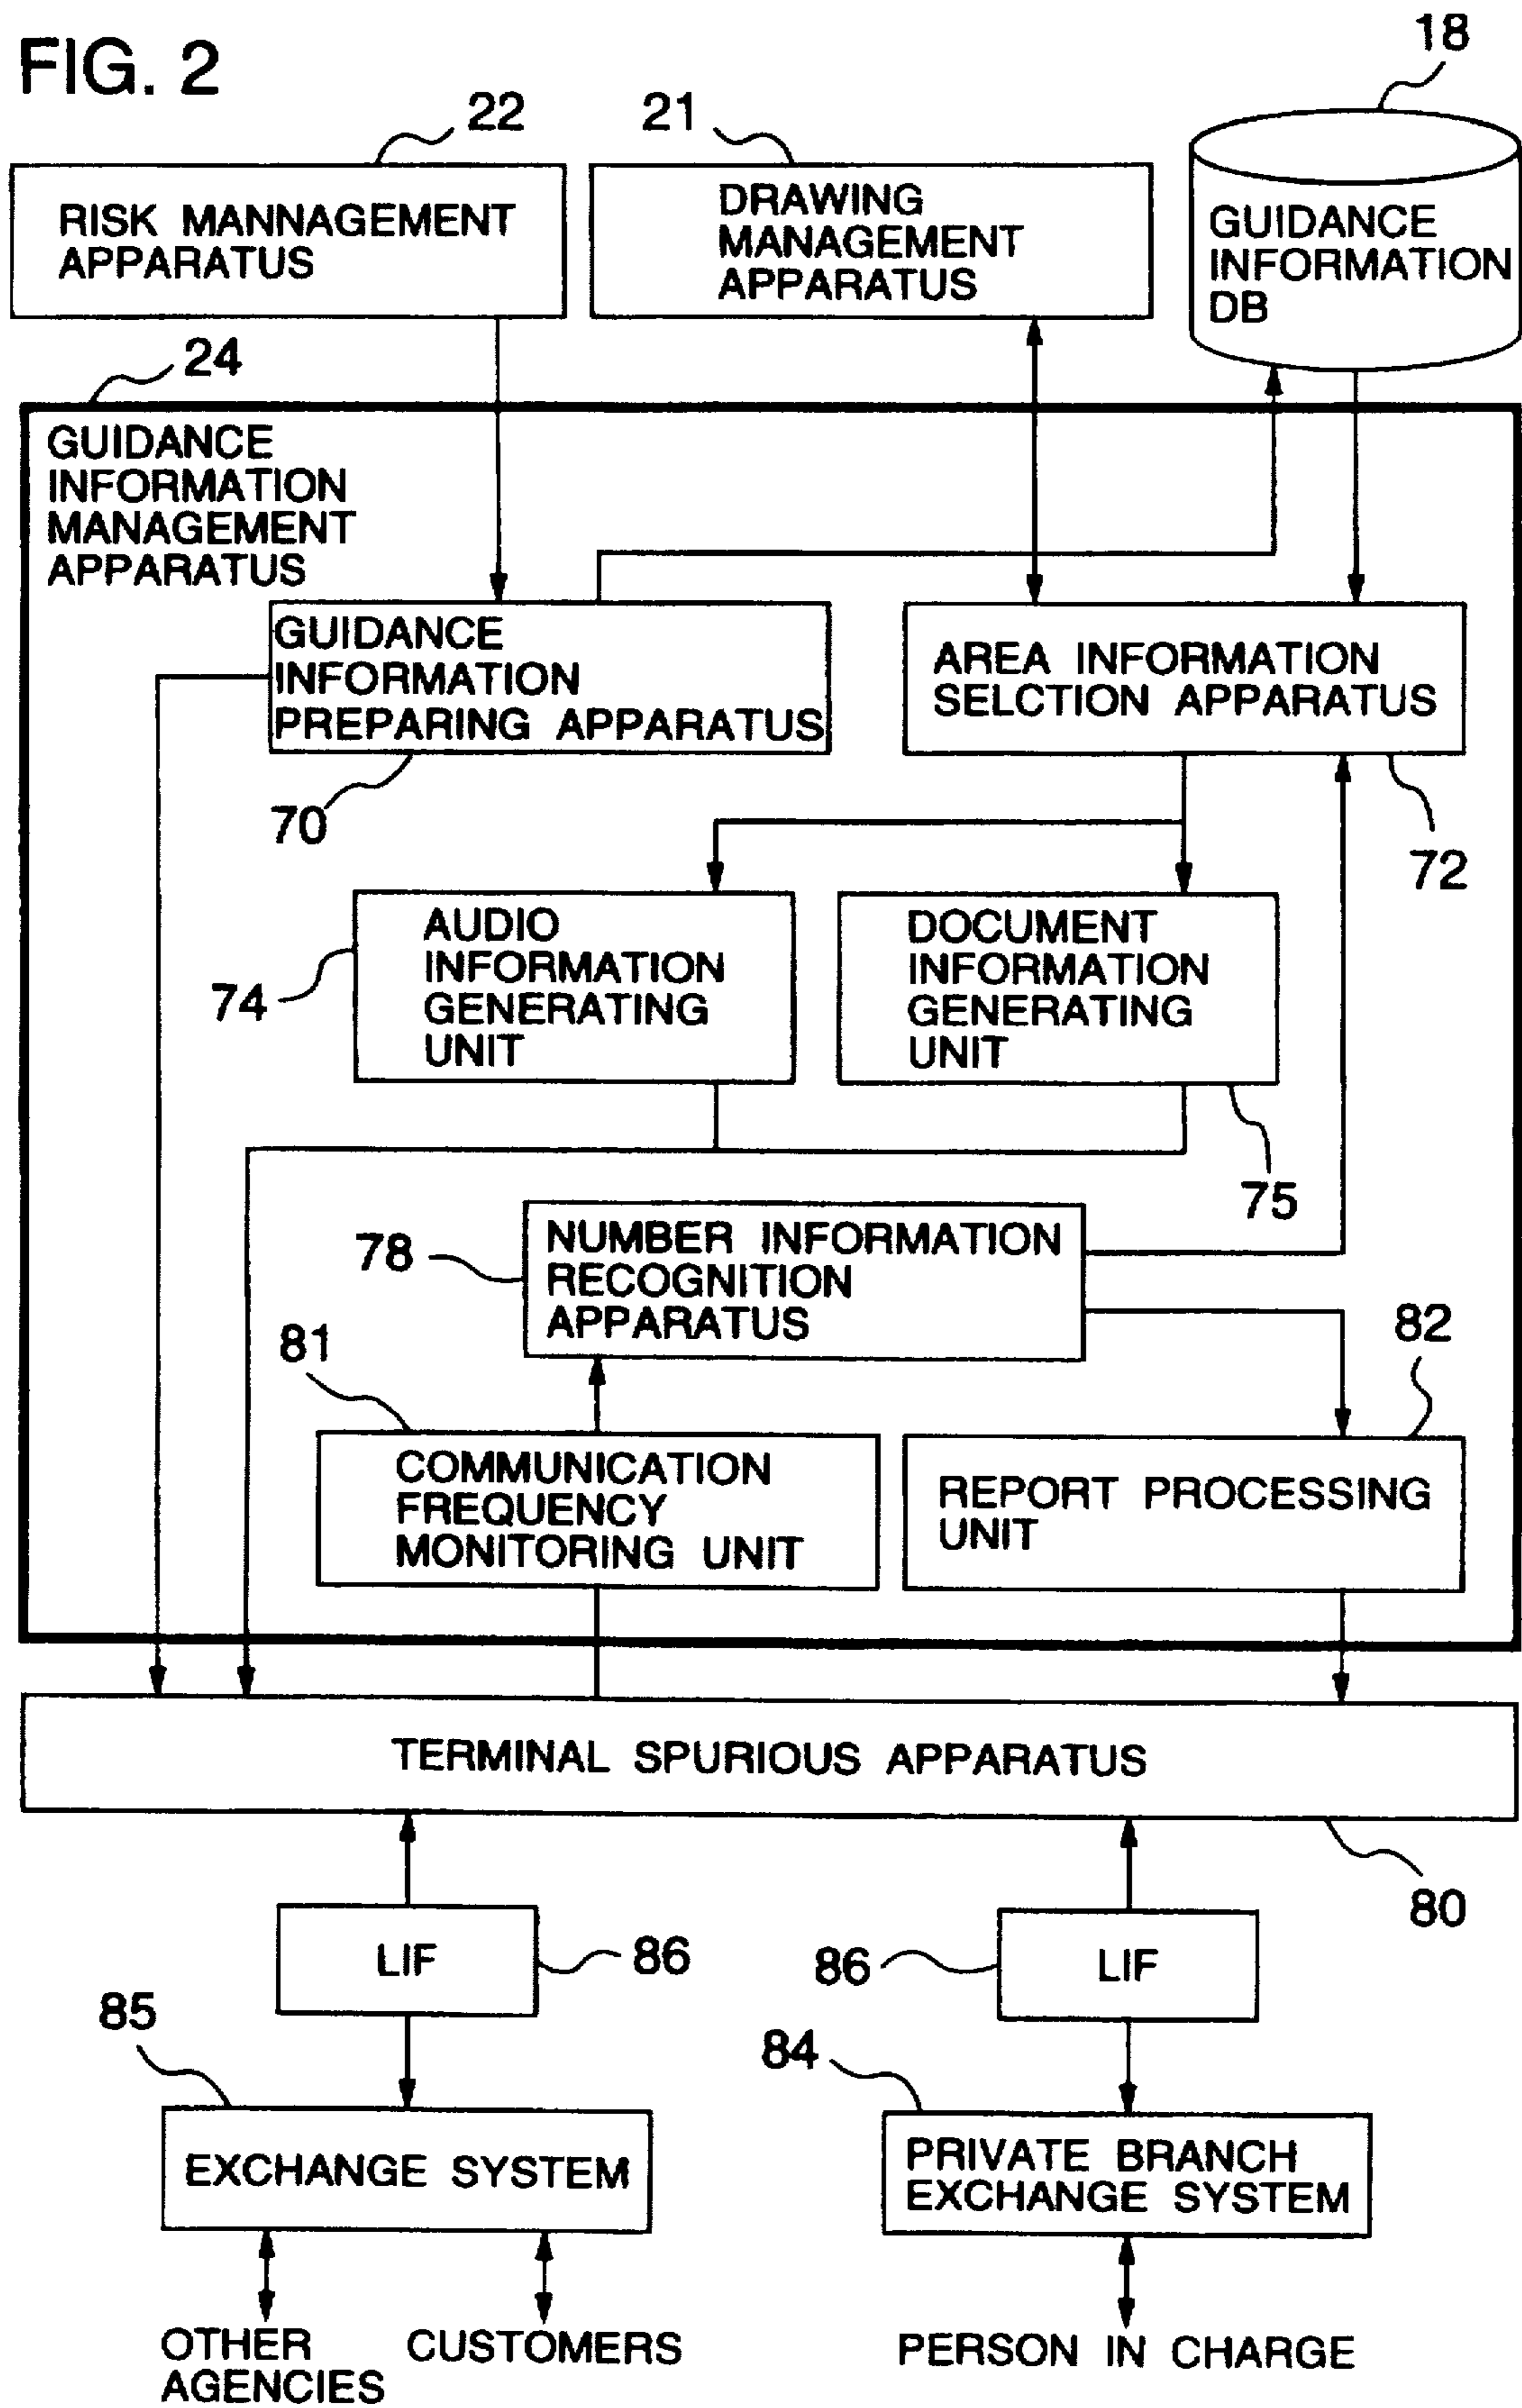 FIG. 2
18
22
21
RISK MANNAGEMENT
APPARATUS
DRAWING
MANAGEMENT
APPARATUS
GUIDANCE
INFORMATION
DB
24
GUIDANCE
INFORMATION
MANAGEMENT
APPARATUS
GUIDANCE
INFORMATION
PREPARING APPARATUS
AREA INFORMATION
SELCTION APPARATUS
70
72
AUDIO
INFORMATION
GENERATING
UNIT
74
DOCUMENT
INFORMATION
GENERATING
UNIT
75
78
NUMBER INFORMATION
RECOGNITION
APPARATUS
81
82
COMMUNICATION
FREQUENCY
MONITORING UNIT
REPORT PROCESSING
UNIT
TERMINAL SPURIOUS APPARATUS
80
LIF
86
86
LIF
85
84
EXCHANGE SYSTEM
PRIVATE BRANCH
EXCHANGE SYSTEM
OTHER
AGENCIES
CUSTOMERS
PERSON IN CHARGE